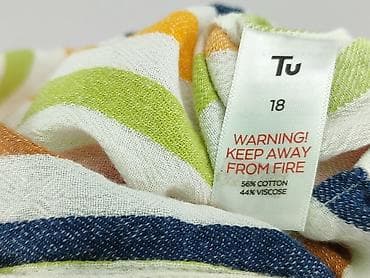 Tu
18
WARNING!
KEEP AWAY
FROM FIRE
56% COTTON
44% VISCOSE